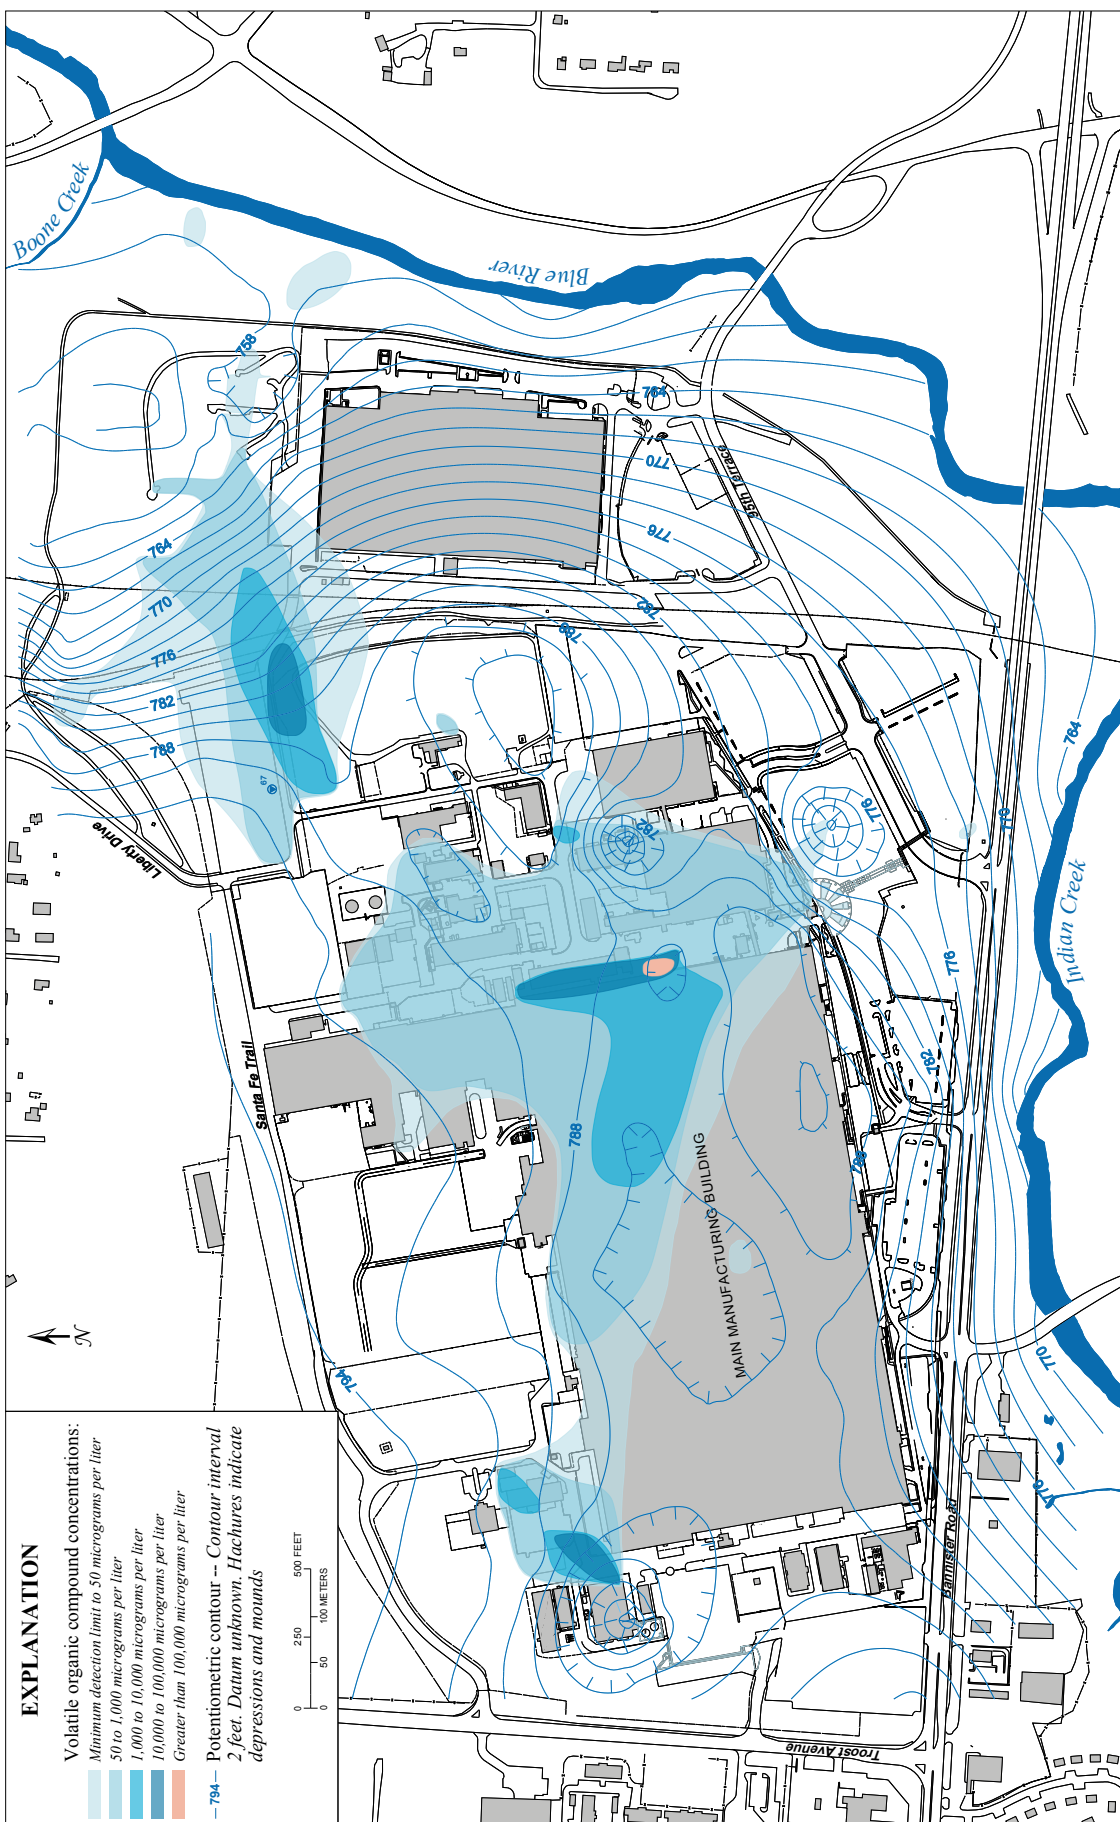 EXPLANATION
Volatile organic compound concentrations:
Minimum detection limit to 50 micrograms per liter
50 to 1,000 micrograms per liter
1,000 to 10,000 micrograms per liter
10,000 to 100,000 micrograms per liter
Greater than 100,000 micrograms per liter
794
Potentiometric contour -- Contour interval
2 feet. Datum unknown. Hachures indicate
depressions and mounds
0 250 500 FEET
0 50 100 METERS
N
Boone Creek
Blue River
Indian Creek
Liberty Drive
Santa Fe Trail
95th Terrace
Bannister Road
Troost Avenue
MAIN MANUFACTURING BUILDING
67
758
764
770
776
782
788
764
770
776
782
782
776
764
776
782
788
794
770
776